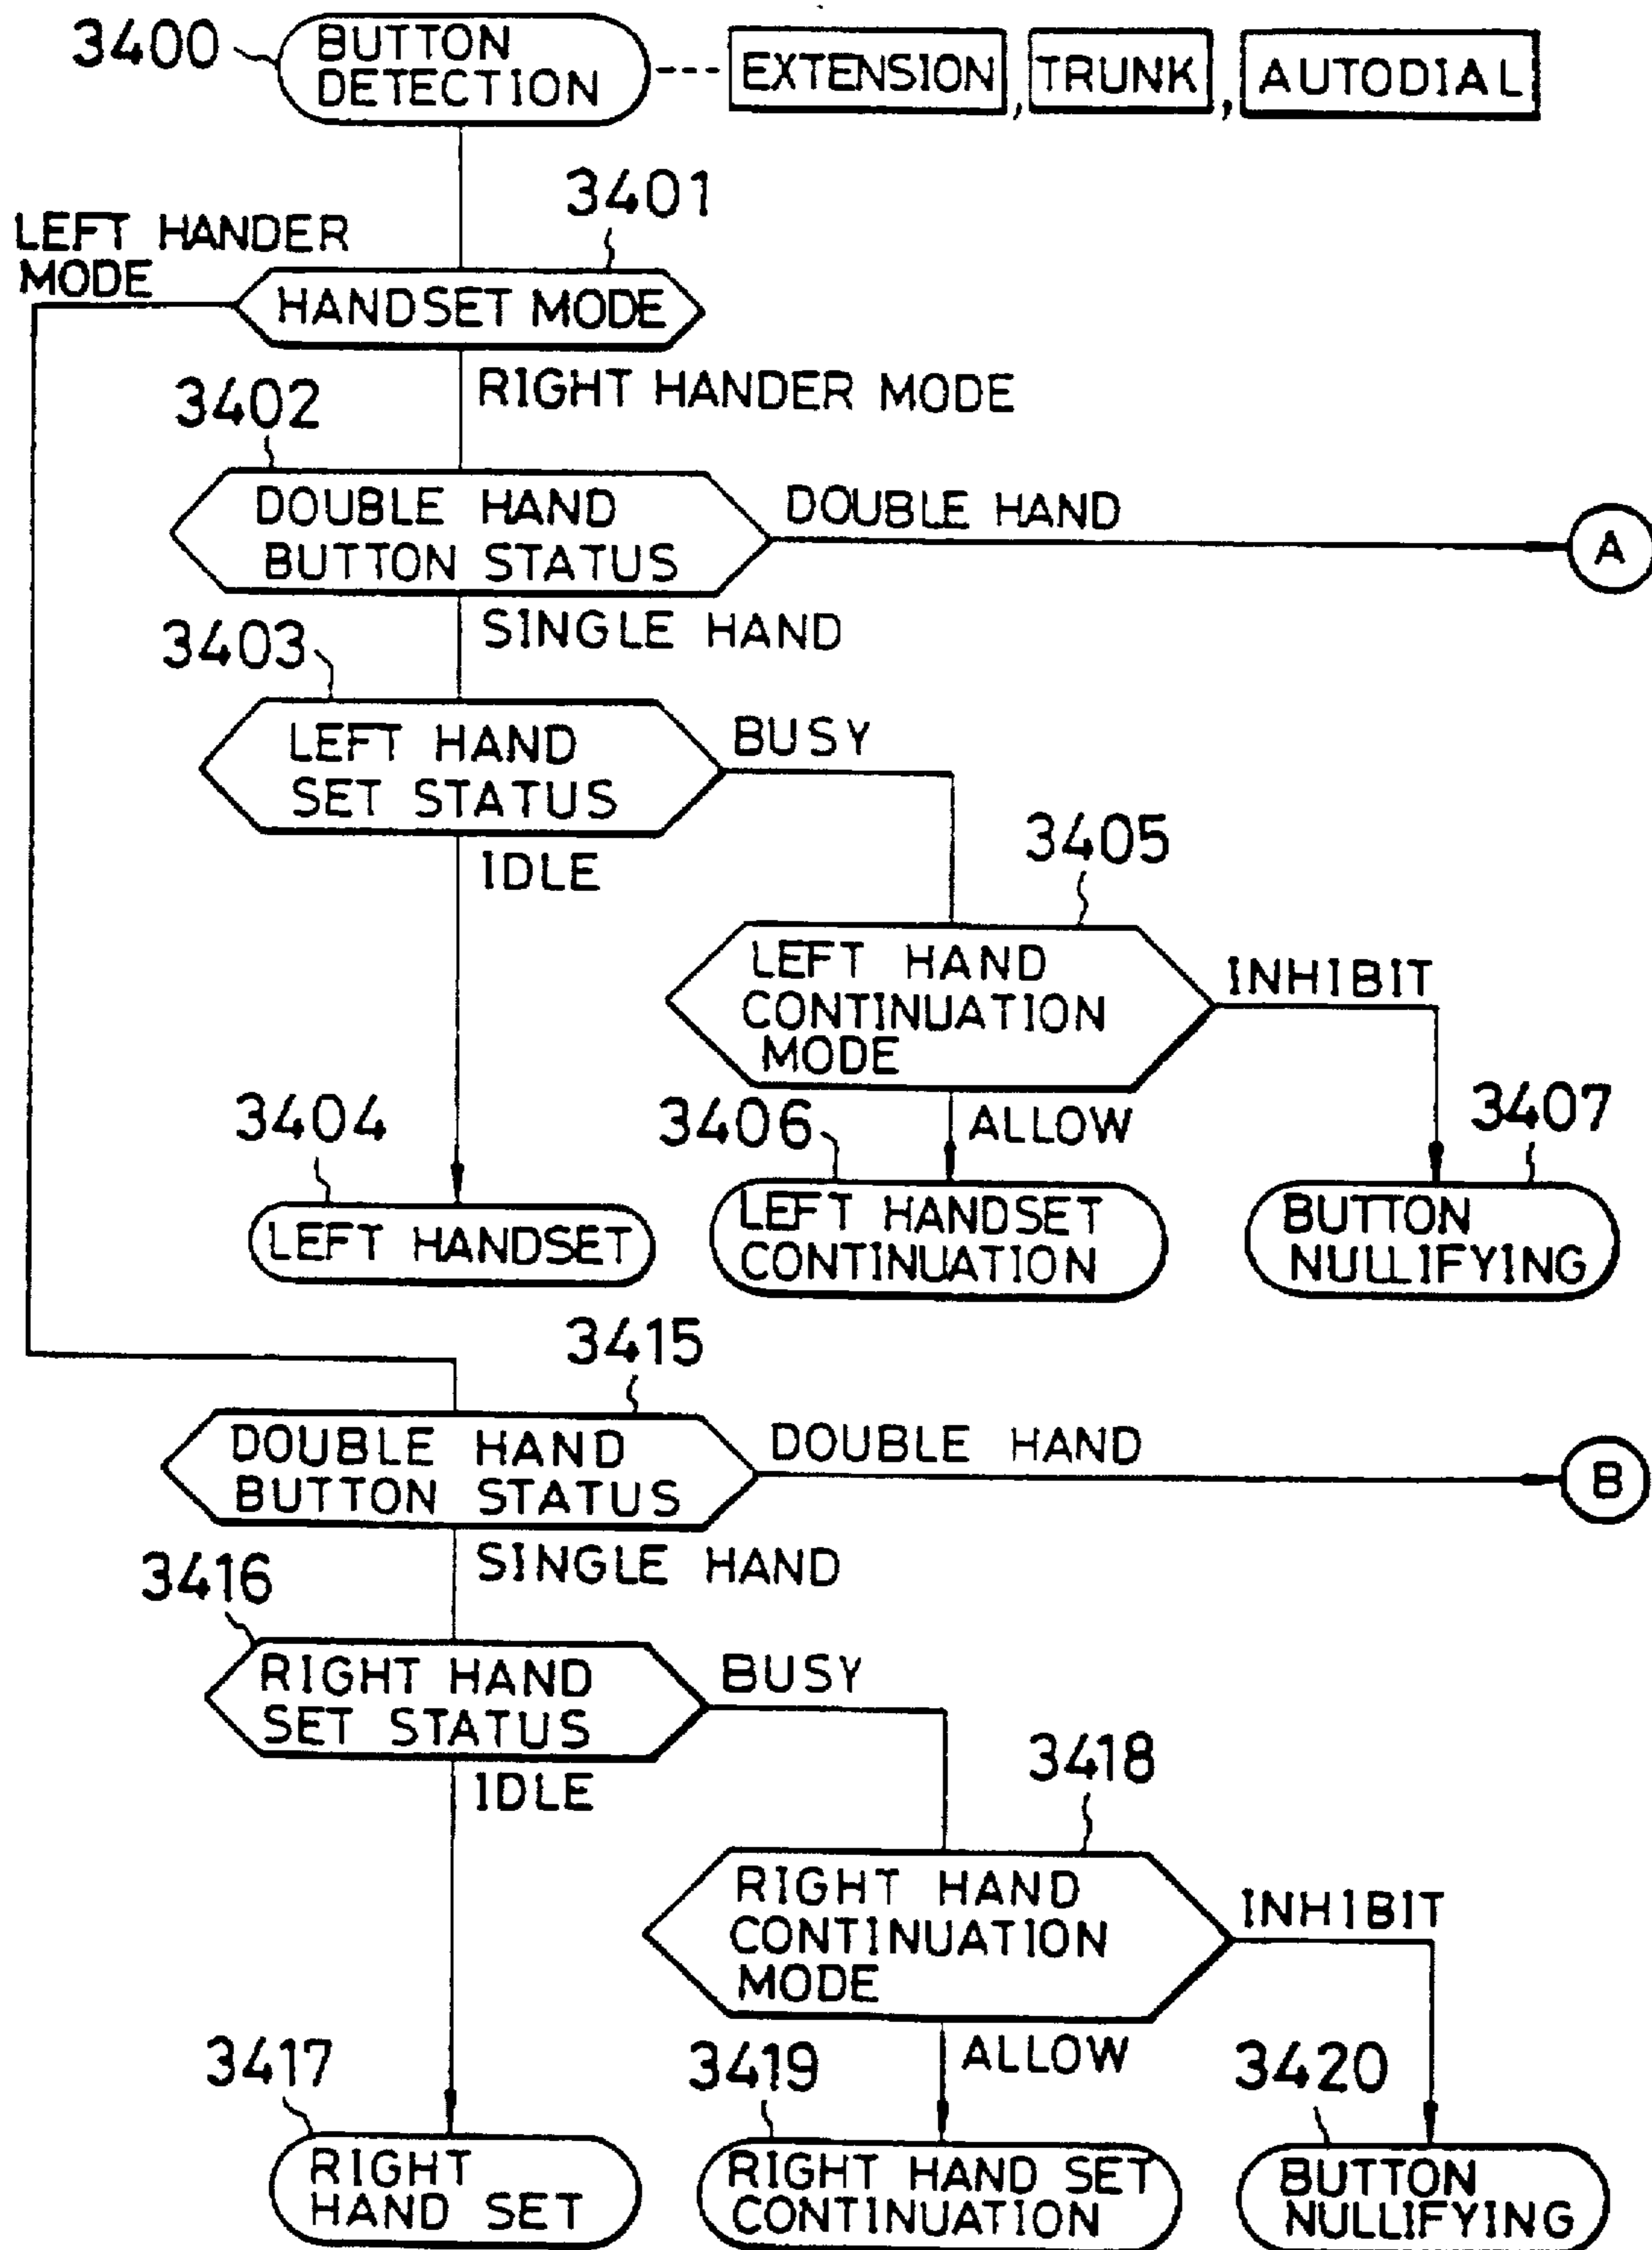 3400
BUTTON
DETECTION
EXTENSION, TRUNK, AUTODIAL
3401
LEFT HANDER
MODE
HANDSET MODE
RIGHT HANDER MODE
3402
DOUBLE HAND
BUTTON STATUS
DOUBLE HAND
A
SINGLE HAND
3403
LEFT HAND
SET STATUS
BUSY
IDLE
3405
LEFT HAND
CONTINUATION
MODE
INHIBIT
ALLOW
3404
LEFT HANDSET
3406
LEFT HANDSET
CONTINUATION
3407
BUTTON
NULLIFYING
3415
DOUBLE HAND
BUTTON STATUS
DOUBLE HAND
B
SINGLE HAND
3416
RIGHT HAND
SET STATUS
BUSY
IDLE
3418
RIGHT HAND
CONTINUATION
MODE
INHIBIT
ALLOW
3417
RIGHT
HAND SET
3419
RIGHT HAND SET
CONTINUATION
3420
BUTTON
NULLIFYING